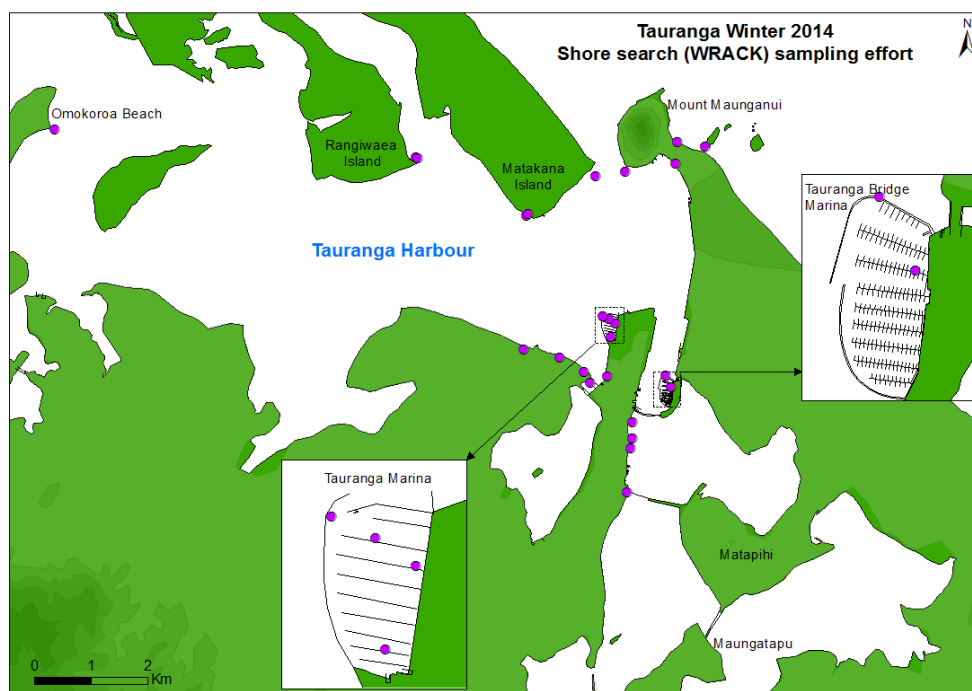 Tauranga Winter 2014
Shore search (WRACK) sampling effort
N
Omokoroa Beach
Mount Maunganui
Rangiwaea
Island
Matakana
Island
Tauranga Bridge
Marina
Tauranga Harbour
Tauranga Marina
Matapihi
Maungatapu
0 1 2
Km